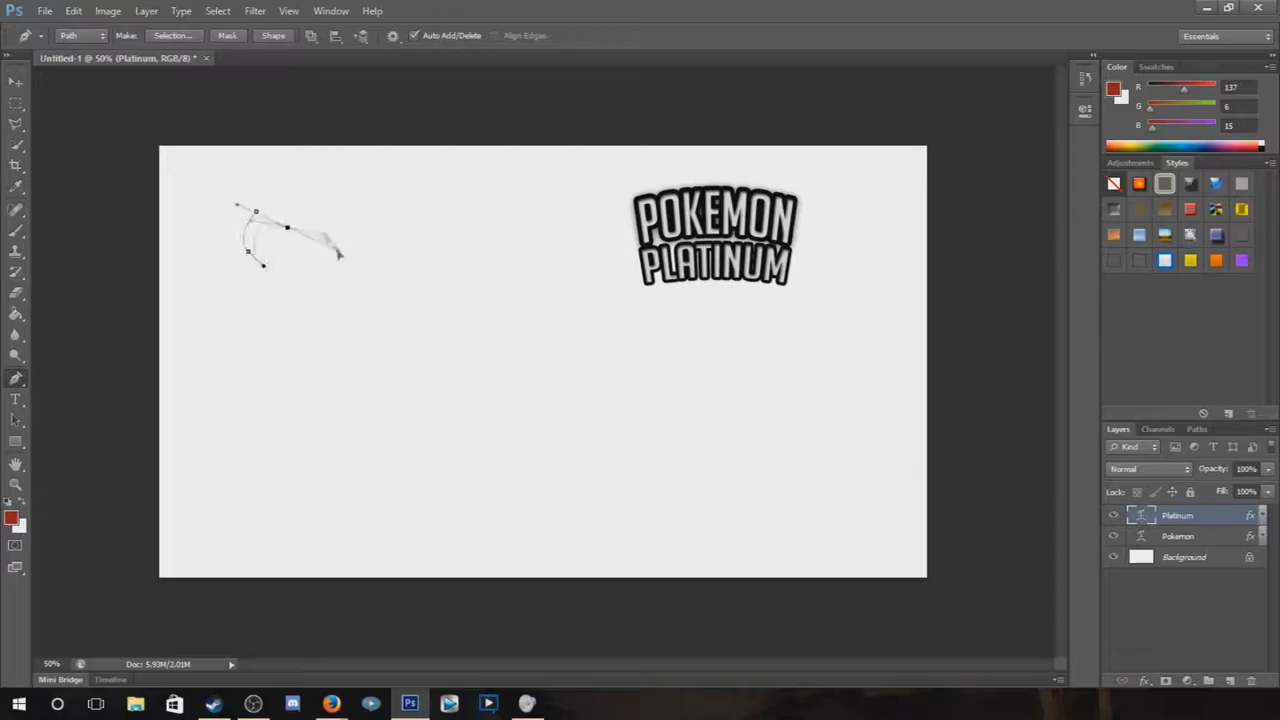 Ps File Edit Image Layer Type Select Filter View Window Help
Path Make: Selection... Mask Shape Auto Add/Delete Align Edges Essentials
Untitled-1 @ 50% (Platinum, RGB/8) * ×
Color Swatches
R 137
G 6
B 15
Adjustments Styles
POKEMON
PLATINUM
Layers Channels Paths
Kind
Normal Opacity: 100%
Lock: Fill: 100%
Platinum fx
Pokemon fx
Background
50% Doc: 5.93M/2.01M
Mini Bridge Timeline
Ps